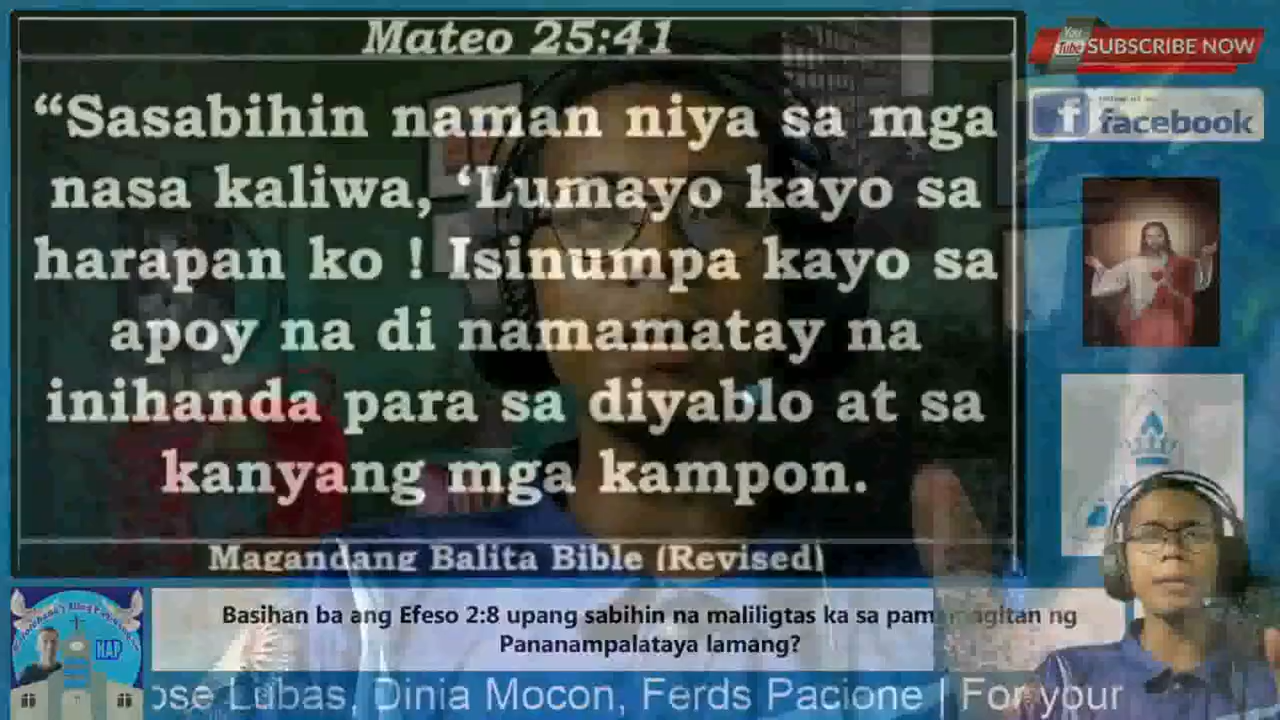 Mateo 25:41
“Sasabihin naman niya sa mga
nasa kaliwa, ‘Lumayo kayo sa
harapan ko ! Isinumpa kayo sa
apoy na di namamatay na
inihanda para sa diyablo at sa
kanyang mga kampon.
Magandang Balita Bible (Revised)
You
Tube
SUBSCRIBE NOW
f
facebook
NAP
Basihan ba ang Efeso 2:8 upang sabihin na maliligtas ka sa pamamagitan ng
Pananampalataya lamang?
ose Lubas, Dinia Mocon, Ferds Pacione | For your